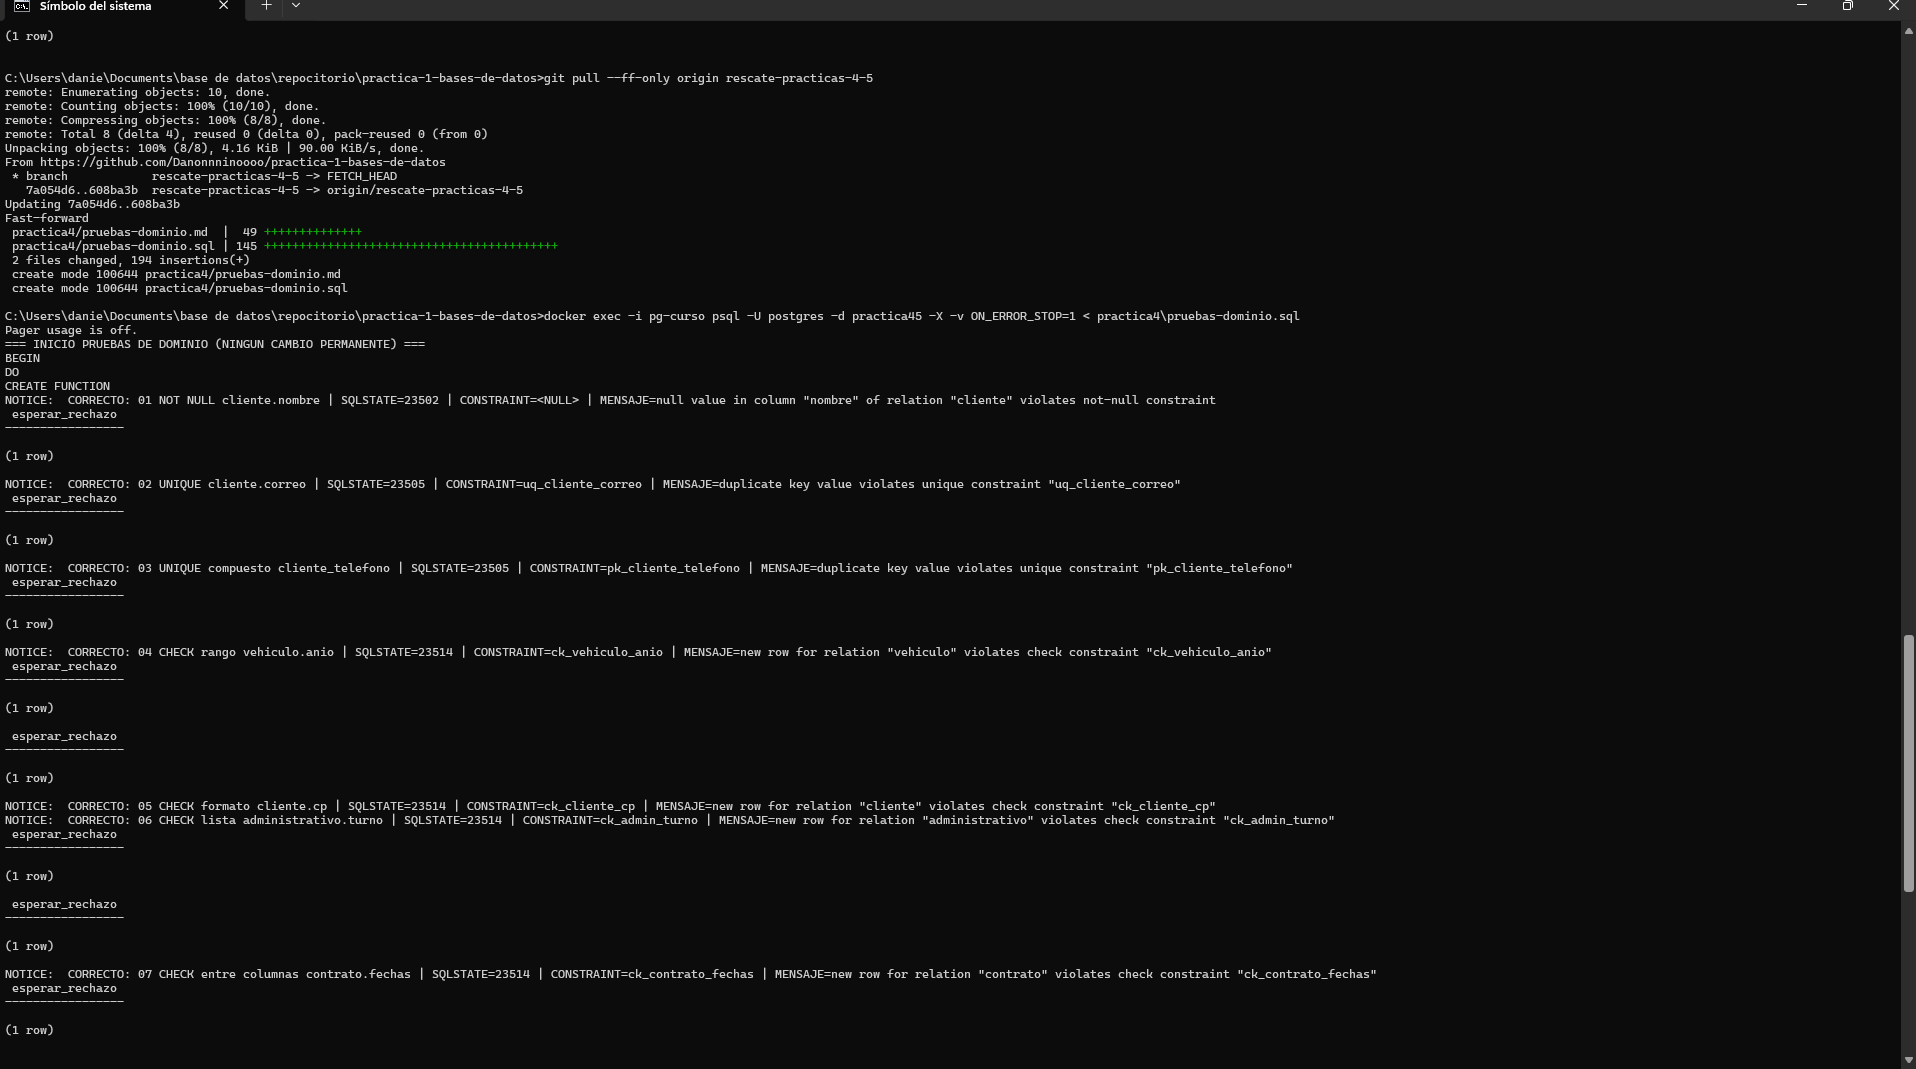 Símbolo del sistema
(1 row)
C:\Users\danie\Documents\base de datos\repocitorio\practica-1-bases-de-datos>git pull --ff-only origin rescate-practicas-4-5
remote: Enumerating objects: 10, done.
remote: Counting objects: 100% (10/10), done.
remote: Compressing objects: 100% (8/8), done.
remote: Total 8 (delta 4), reused 0 (delta 0), pack-reused 0 (from 0)
Unpacking objects: 100% (8/8), 4.16 KiB | 90.00 KiB/s, done.
From https://github.com/Danonnninoooo/practica-1-bases-de-datos
 * branch            rescate-practicas-4-5 -> FETCH_HEAD
   7a054d6..608ba3b  rescate-practicas-4-5 -> origin/rescate-practicas-4-5
Updating 7a054d6..608ba3b
Fast-forward
 practica4/pruebas-dominio.md  |  49 ++++++++++++++
 practica4/pruebas-dominio.sql | 145 ++++++++++++++++++++++++++++++++++++++++++
 2 files changed, 194 insertions(+)
 create mode 100644 practica4/pruebas-dominio.md
 create mode 100644 practica4/pruebas-dominio.sql
C:\Users\danie\Documents\base de datos\repocitorio\practica-1-bases-de-datos>docker exec -i pg-curso psql -U postgres -d practica45 -X -v ON_ERROR_STOP=1 < practica4\pruebas-dominio.sql
Pager usage is off.
=== INICIO PRUEBAS DE DOMINIO (NINGUN CAMBIO PERMANENTE) ===
BEGIN
DO
CREATE FUNCTION
NOTICE:  CORRECTO: 01 NOT NULL cliente.nombre | SQLSTATE=23502 | CONSTRAINT=<NULL> | MENSAJE=null value in column "nombre" of relation "cliente" violates not-null constraint
 esperar_rechazo
-----------------
(1 row)
NOTICE:  CORRECTO: 02 UNIQUE cliente.correo | SQLSTATE=23505 | CONSTRAINT=uq_cliente_correo | MENSAJE=duplicate key value violates unique constraint "uq_cliente_correo"
 esperar_rechazo
-----------------
(1 row)
NOTICE:  CORRECTO: 03 UNIQUE compuesto cliente_telefono | SQLSTATE=23505 | CONSTRAINT=pk_cliente_telefono | MENSAJE=duplicate key value violates unique constraint "pk_cliente_telefono"
 esperar_rechazo
-----------------
(1 row)
NOTICE:  CORRECTO: 04 CHECK rango vehiculo.anio | SQLSTATE=23514 | CONSTRAINT=ck_vehiculo_anio | MENSAJE=new row for relation "vehiculo" violates check constraint "ck_vehiculo_anio"
 esperar_rechazo
-----------------
(1 row)
 esperar_rechazo
-----------------
(1 row)
NOTICE:  CORRECTO: 05 CHECK formato cliente.cp | SQLSTATE=23514 | CONSTRAINT=ck_cliente_cp | MENSAJE=new row for relation "cliente" violates check constraint "ck_cliente_cp"
NOTICE:  CORRECTO: 06 CHECK lista administrativo.turno | SQLSTATE=23514 | CONSTRAINT=ck_admin_turno | MENSAJE=new row for relation "administrativo" violates check constraint "ck_admin_turno"
 esperar_rechazo
-----------------
(1 row)
 esperar_rechazo
-----------------
(1 row)
NOTICE:  CORRECTO: 07 CHECK entre columnas contrato.fechas | SQLSTATE=23514 | CONSTRAINT=ck_contrato_fechas | MENSAJE=new row for relation "contrato" violates check constraint "ck_contrato_fechas"
 esperar_rechazo
-----------------
(1 row)